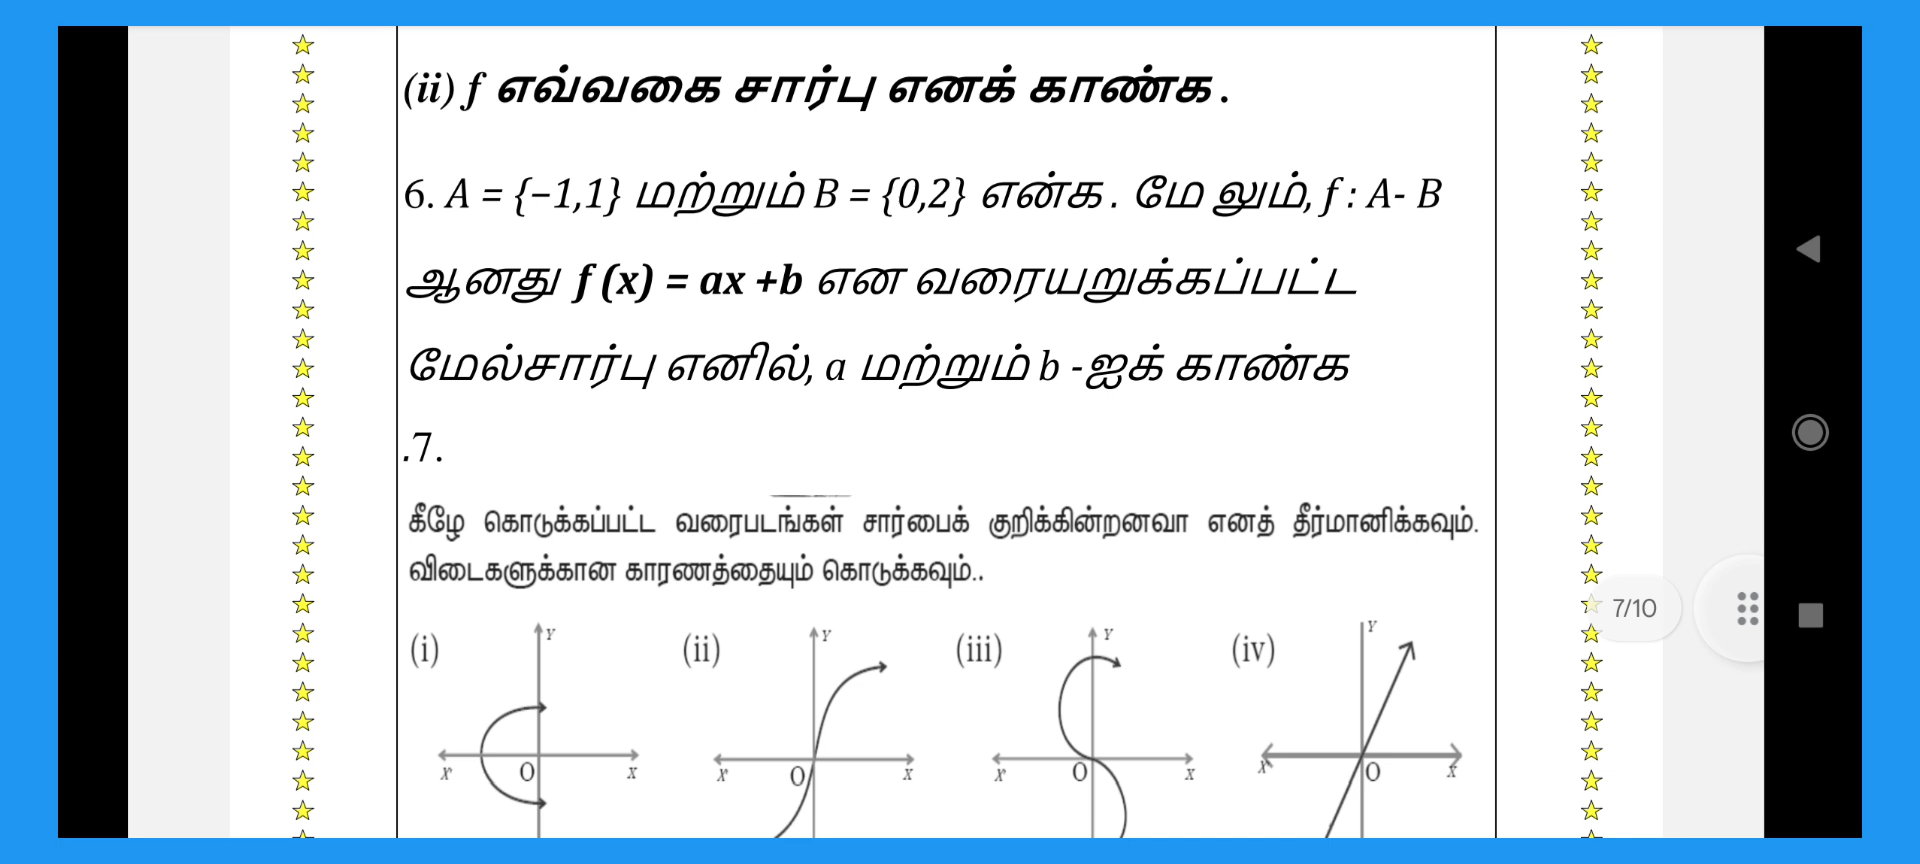 (ii) f எவ்வகை சார்பு எனக் காண்க .
6. A = {−1,1} மற்றும் B = {0,2} என்க . மே லும், f : A- B
ஆனது f (x) = ax +b என வரையறுக்கப்பட்ட
மேல்சார்பு எனில், a மற்றும் b -ஐக் காண்க
.7.
கீழே கொடுக்கப்பட்ட வரைபடங்கள் சார்பைக் குறிக்கின்றனவா எனத் தீர்மானிக்கவும்.
விடைகளுக்கான காரணத்தையும் கொடுக்கவும்..
(i) Y (ii) Y (iii) Y (iv) Y
X' O X X' O X X' O X X' O X
7/10